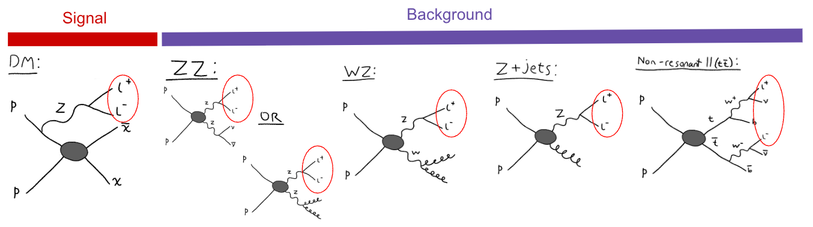 Signal
Background
DM:
P
Z
l⁺
l⁻
χ̄
P
χ
ZZ:
P
Z
l⁺
l⁻
Z
ν
ν̄
P
OR
P
Z
l⁺
l⁻
Z
P
WZ:
P
Z
l⁺
l⁻
W
P
Z+jets:
P
Z
l⁺
l⁻
P
Non-resonant ll(tt̄):
P
W⁺
l⁺
ν
t
b
t̄
W⁻
l⁻
ν̄
b̄
P